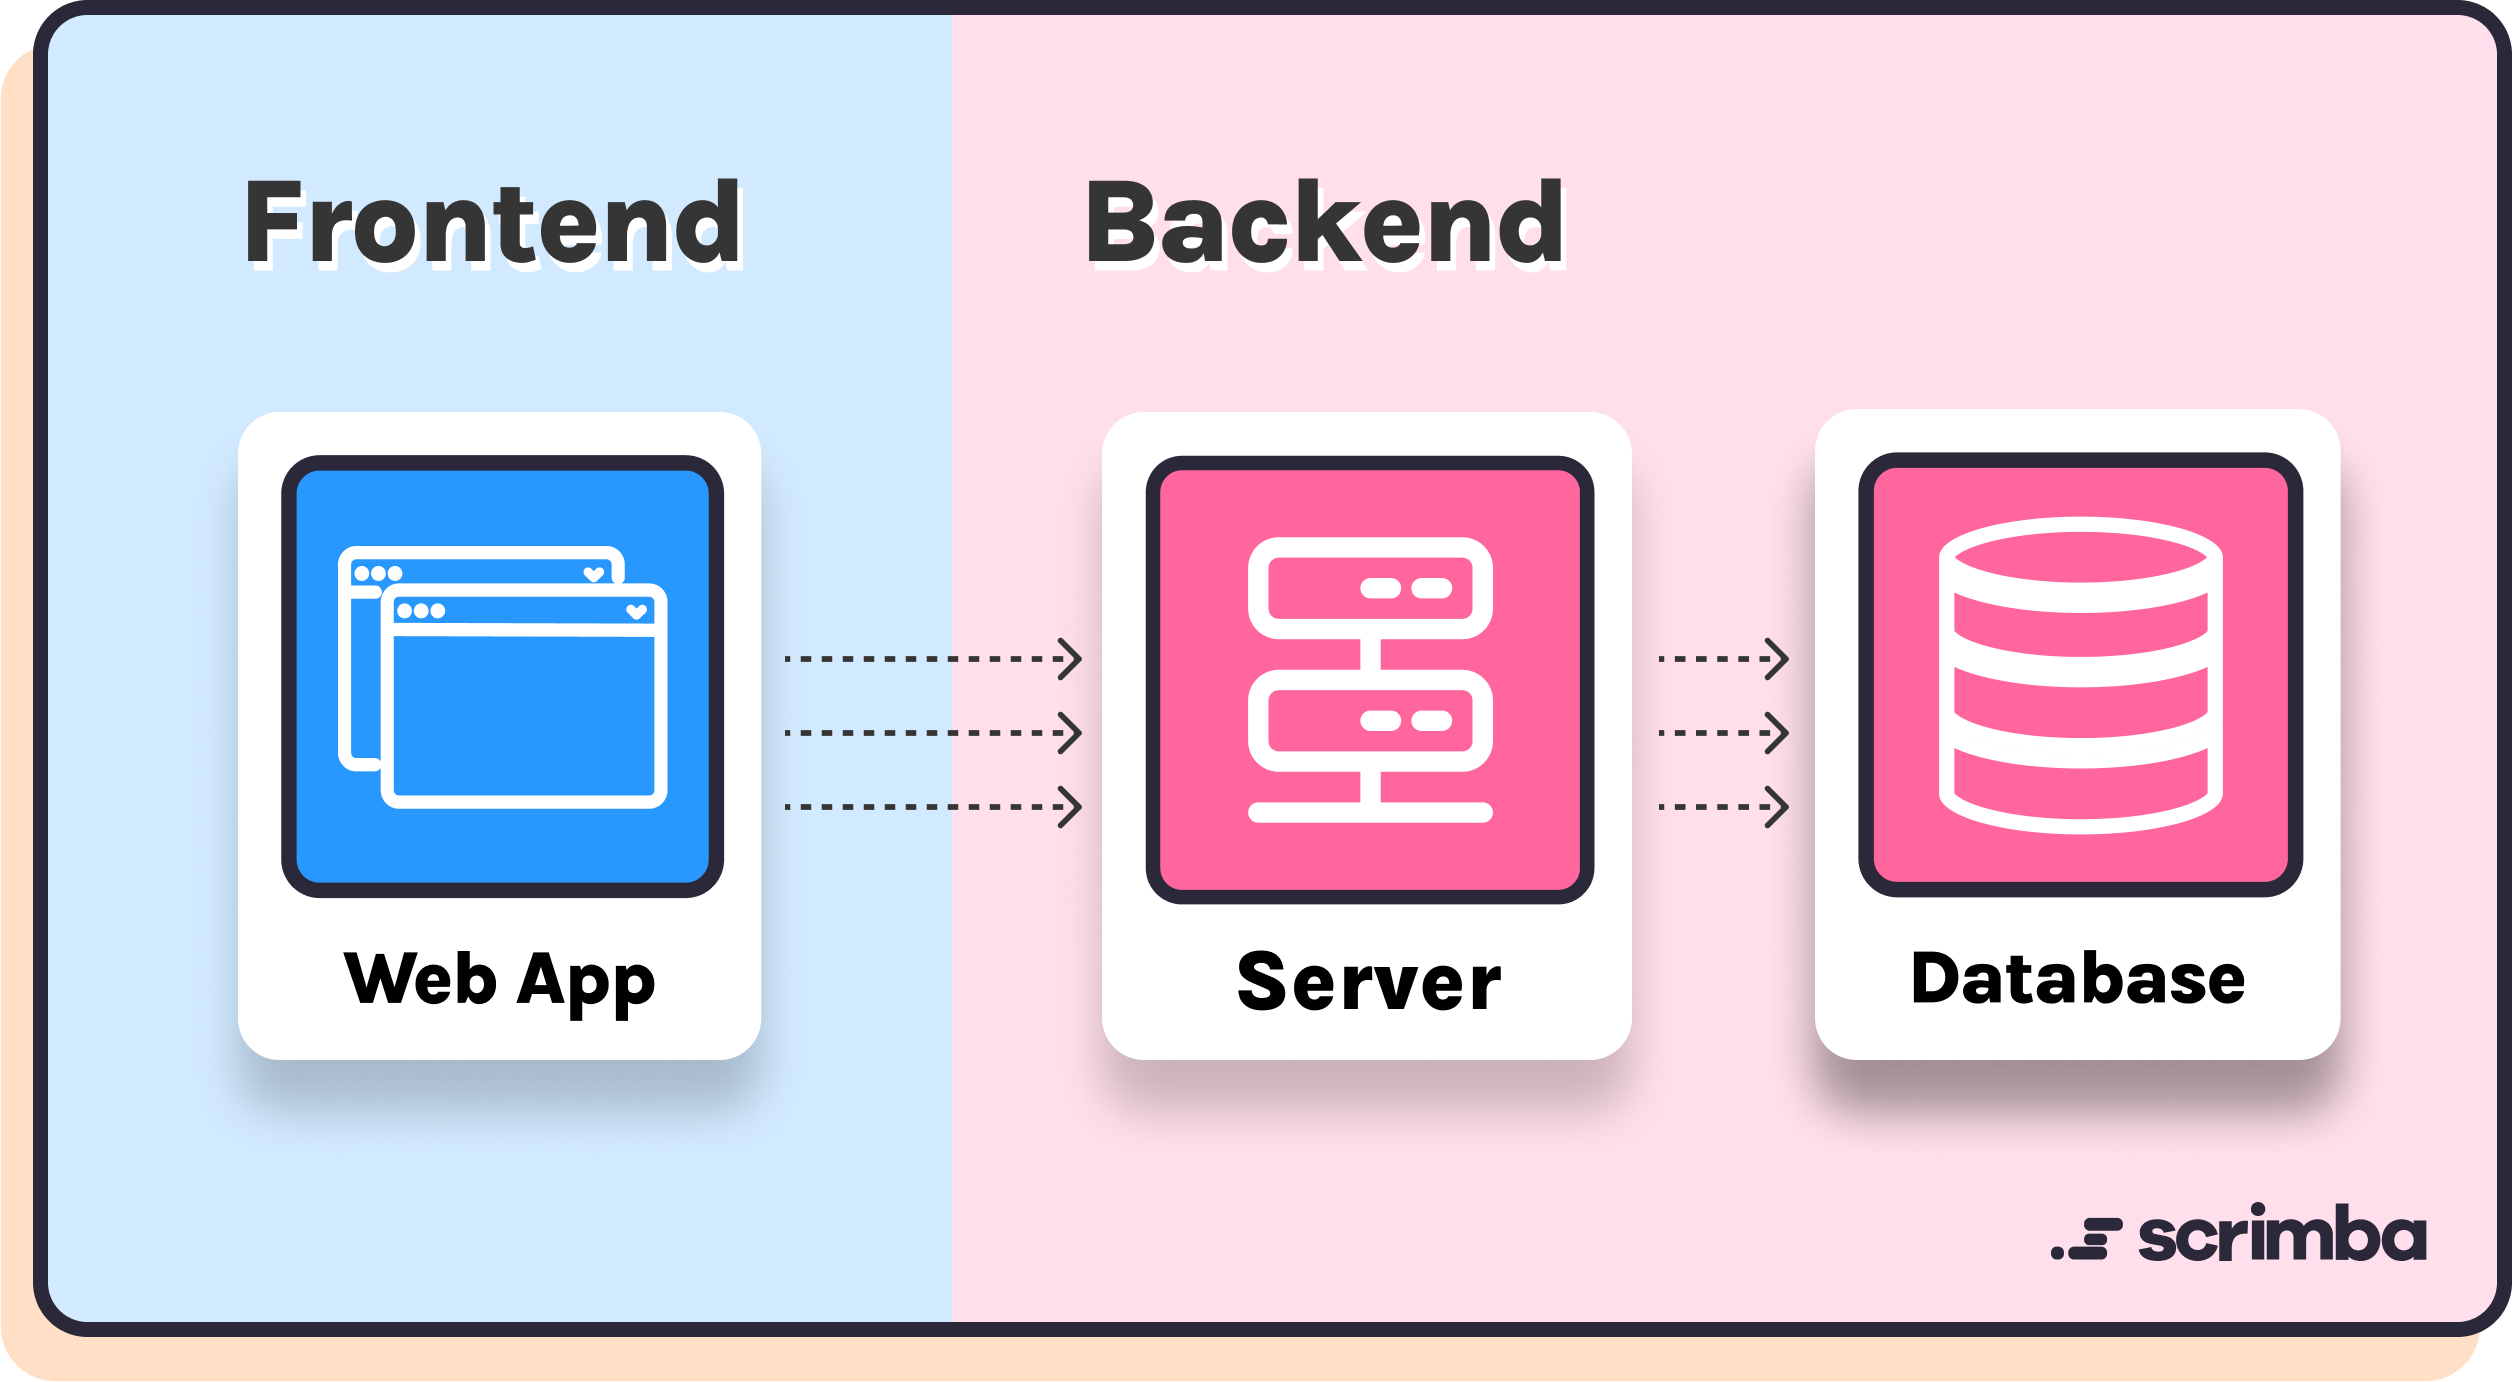 Frontend
Backend
Web App
Server
Database
scrimba